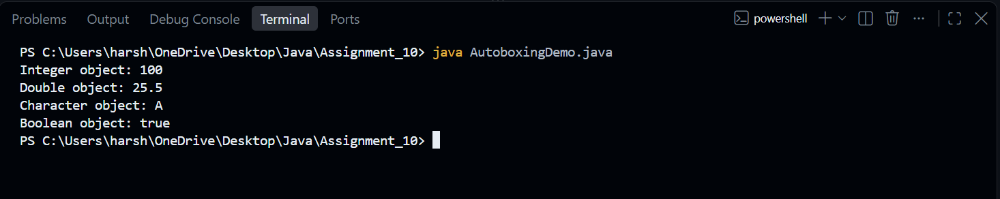 Problems Output Debug Console Terminal Ports powershell
PS C:\Users\harsh\OneDrive\Desktop\Java\Assignment_10> java AutoboxingDemo.java
Integer object: 100
Double object: 25.5
Character object: A
Boolean object: true
PS C:\Users\harsh\OneDrive\Desktop\Java\Assignment_10>